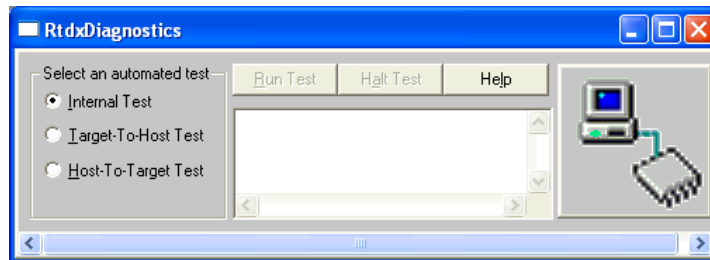 RtdxDiagnostics
Select an automated test
Run Test Halt Test Help
Internal Test
Target-To-Host Test
Host-To-Target Test